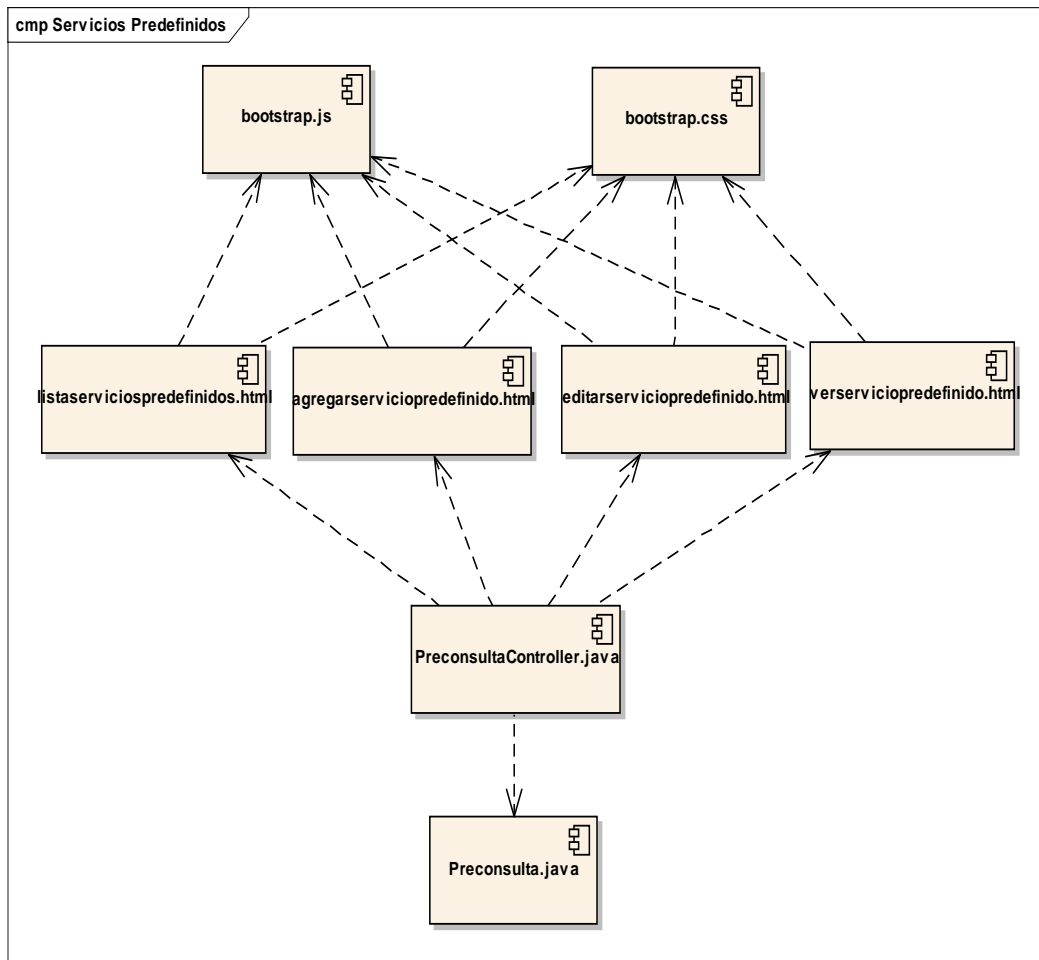 cmp Servicios Predefinidos
bootstrap.js
bootstrap.css
listaserviciospredefinidos.html
agregarserviciopredefinido.html
editarserviciopredefinido.html
verserviciopredefinido.html
PreconsultaController.java
Preconsulta.java